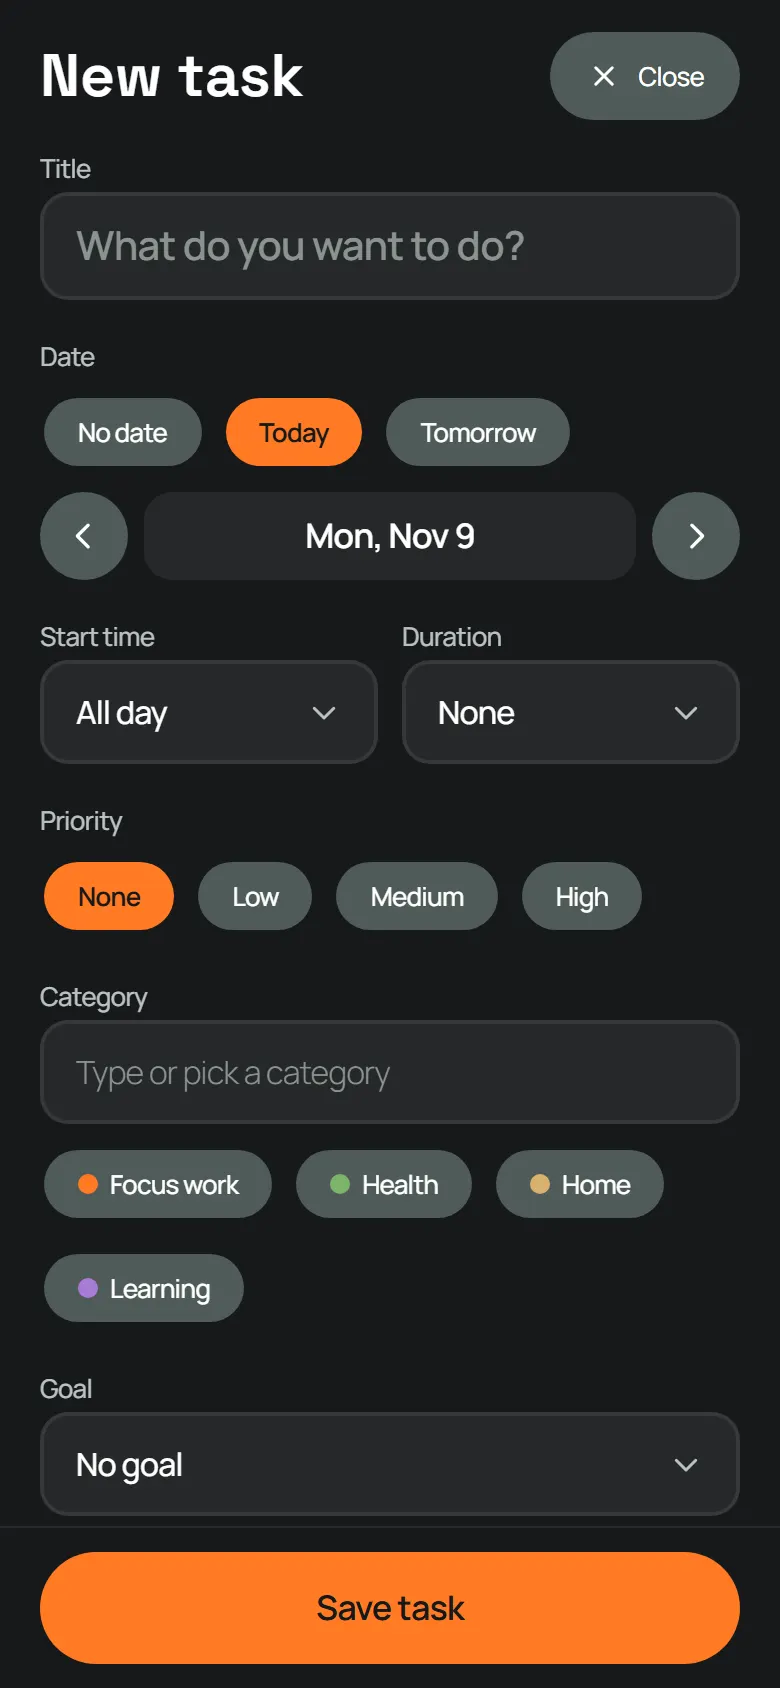 New task
Close
Title
What do you want to do?
Date
No date Today Tomorrow
Mon, Nov 9
Start time Duration
All day None
Priority
None Low Medium High
Category
Type or pick a category
Focus work Health Home
Learning
Goal
No goal
Save task